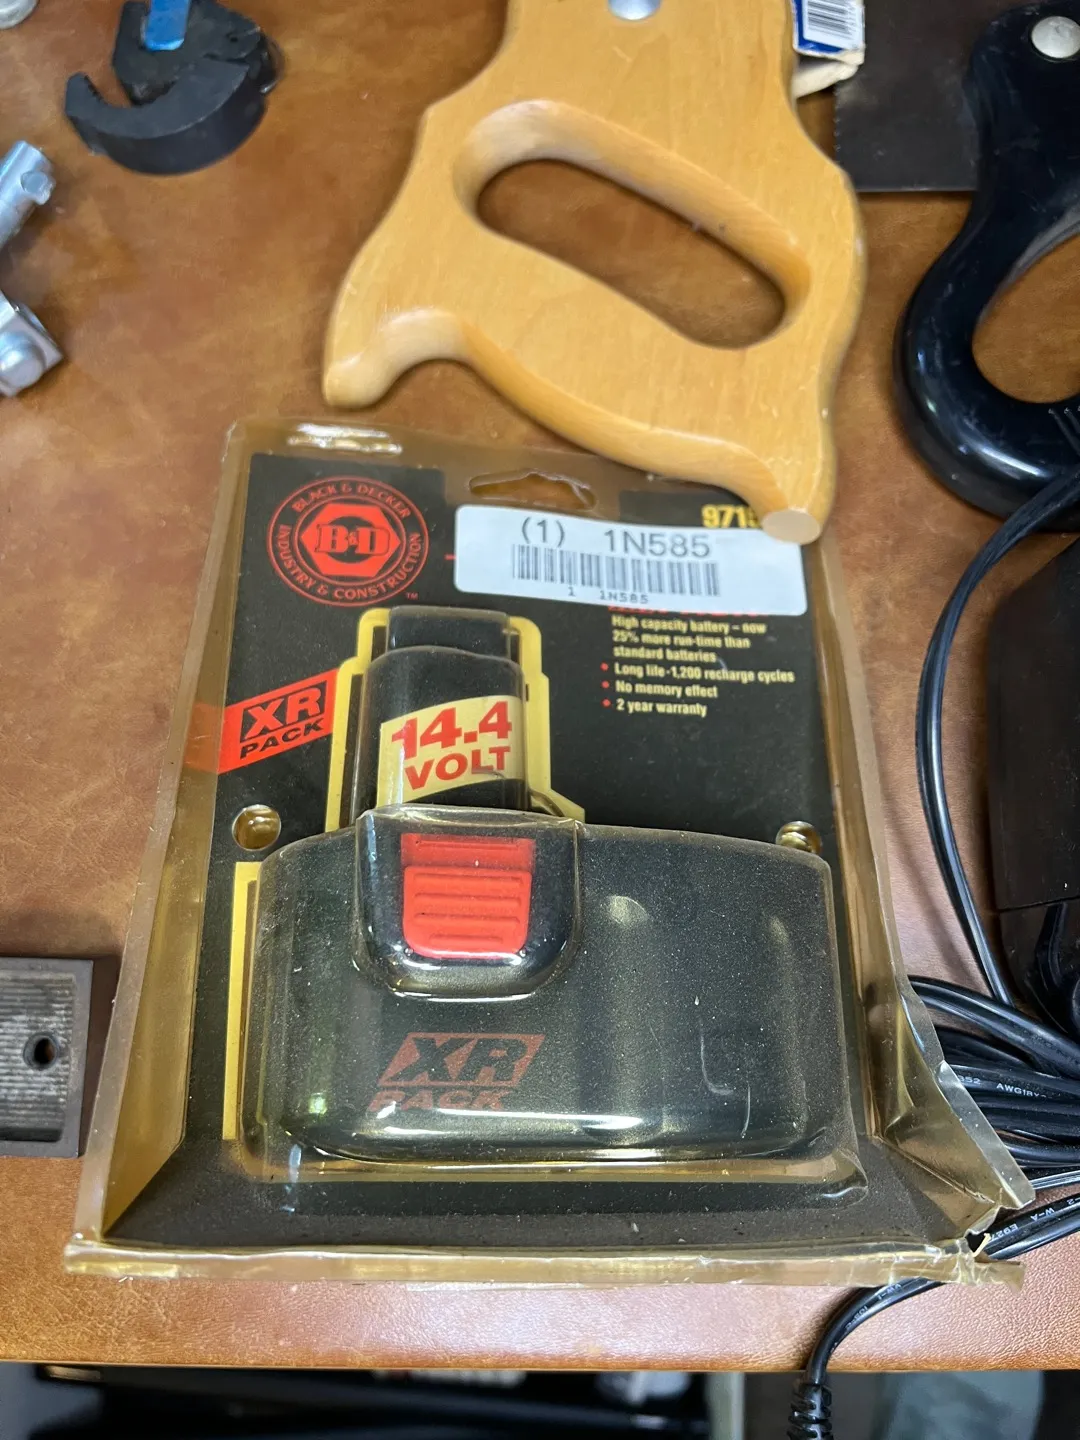 BLACK & DECKER
B&D
INDUSTRY & CONSTRUCTION
TM
(1) 1N585
1 1N585
High capacity battery - now
25% more run-time than
standard batteries
• Long life-1,200 recharge cycles
• No memory effect
• 2 year warranty
XR
PACK
14.4
VOLT
XR
PACK